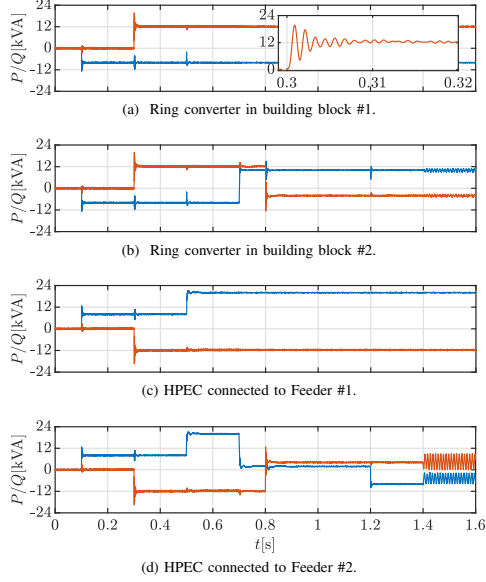 24
12
0
-12
-24
P/Q[kVA]
24
12
0
0.3
0.31
0.32
(a) Ring converter in building block #1.
24
12
0
-12
-24
P/Q[kVA]
(b) Ring converter in building block #2.
24
12
0
-12
-24
P/Q[kVA]
(c) HPEC connected to Feeder #1.
24
12
0
-12
-24
P/Q[kVA]
0 0.2 0.4 0.6 0.8 1 1.2 1.4 1.6
t[s]
(d) HPEC connected to Feeder #2.